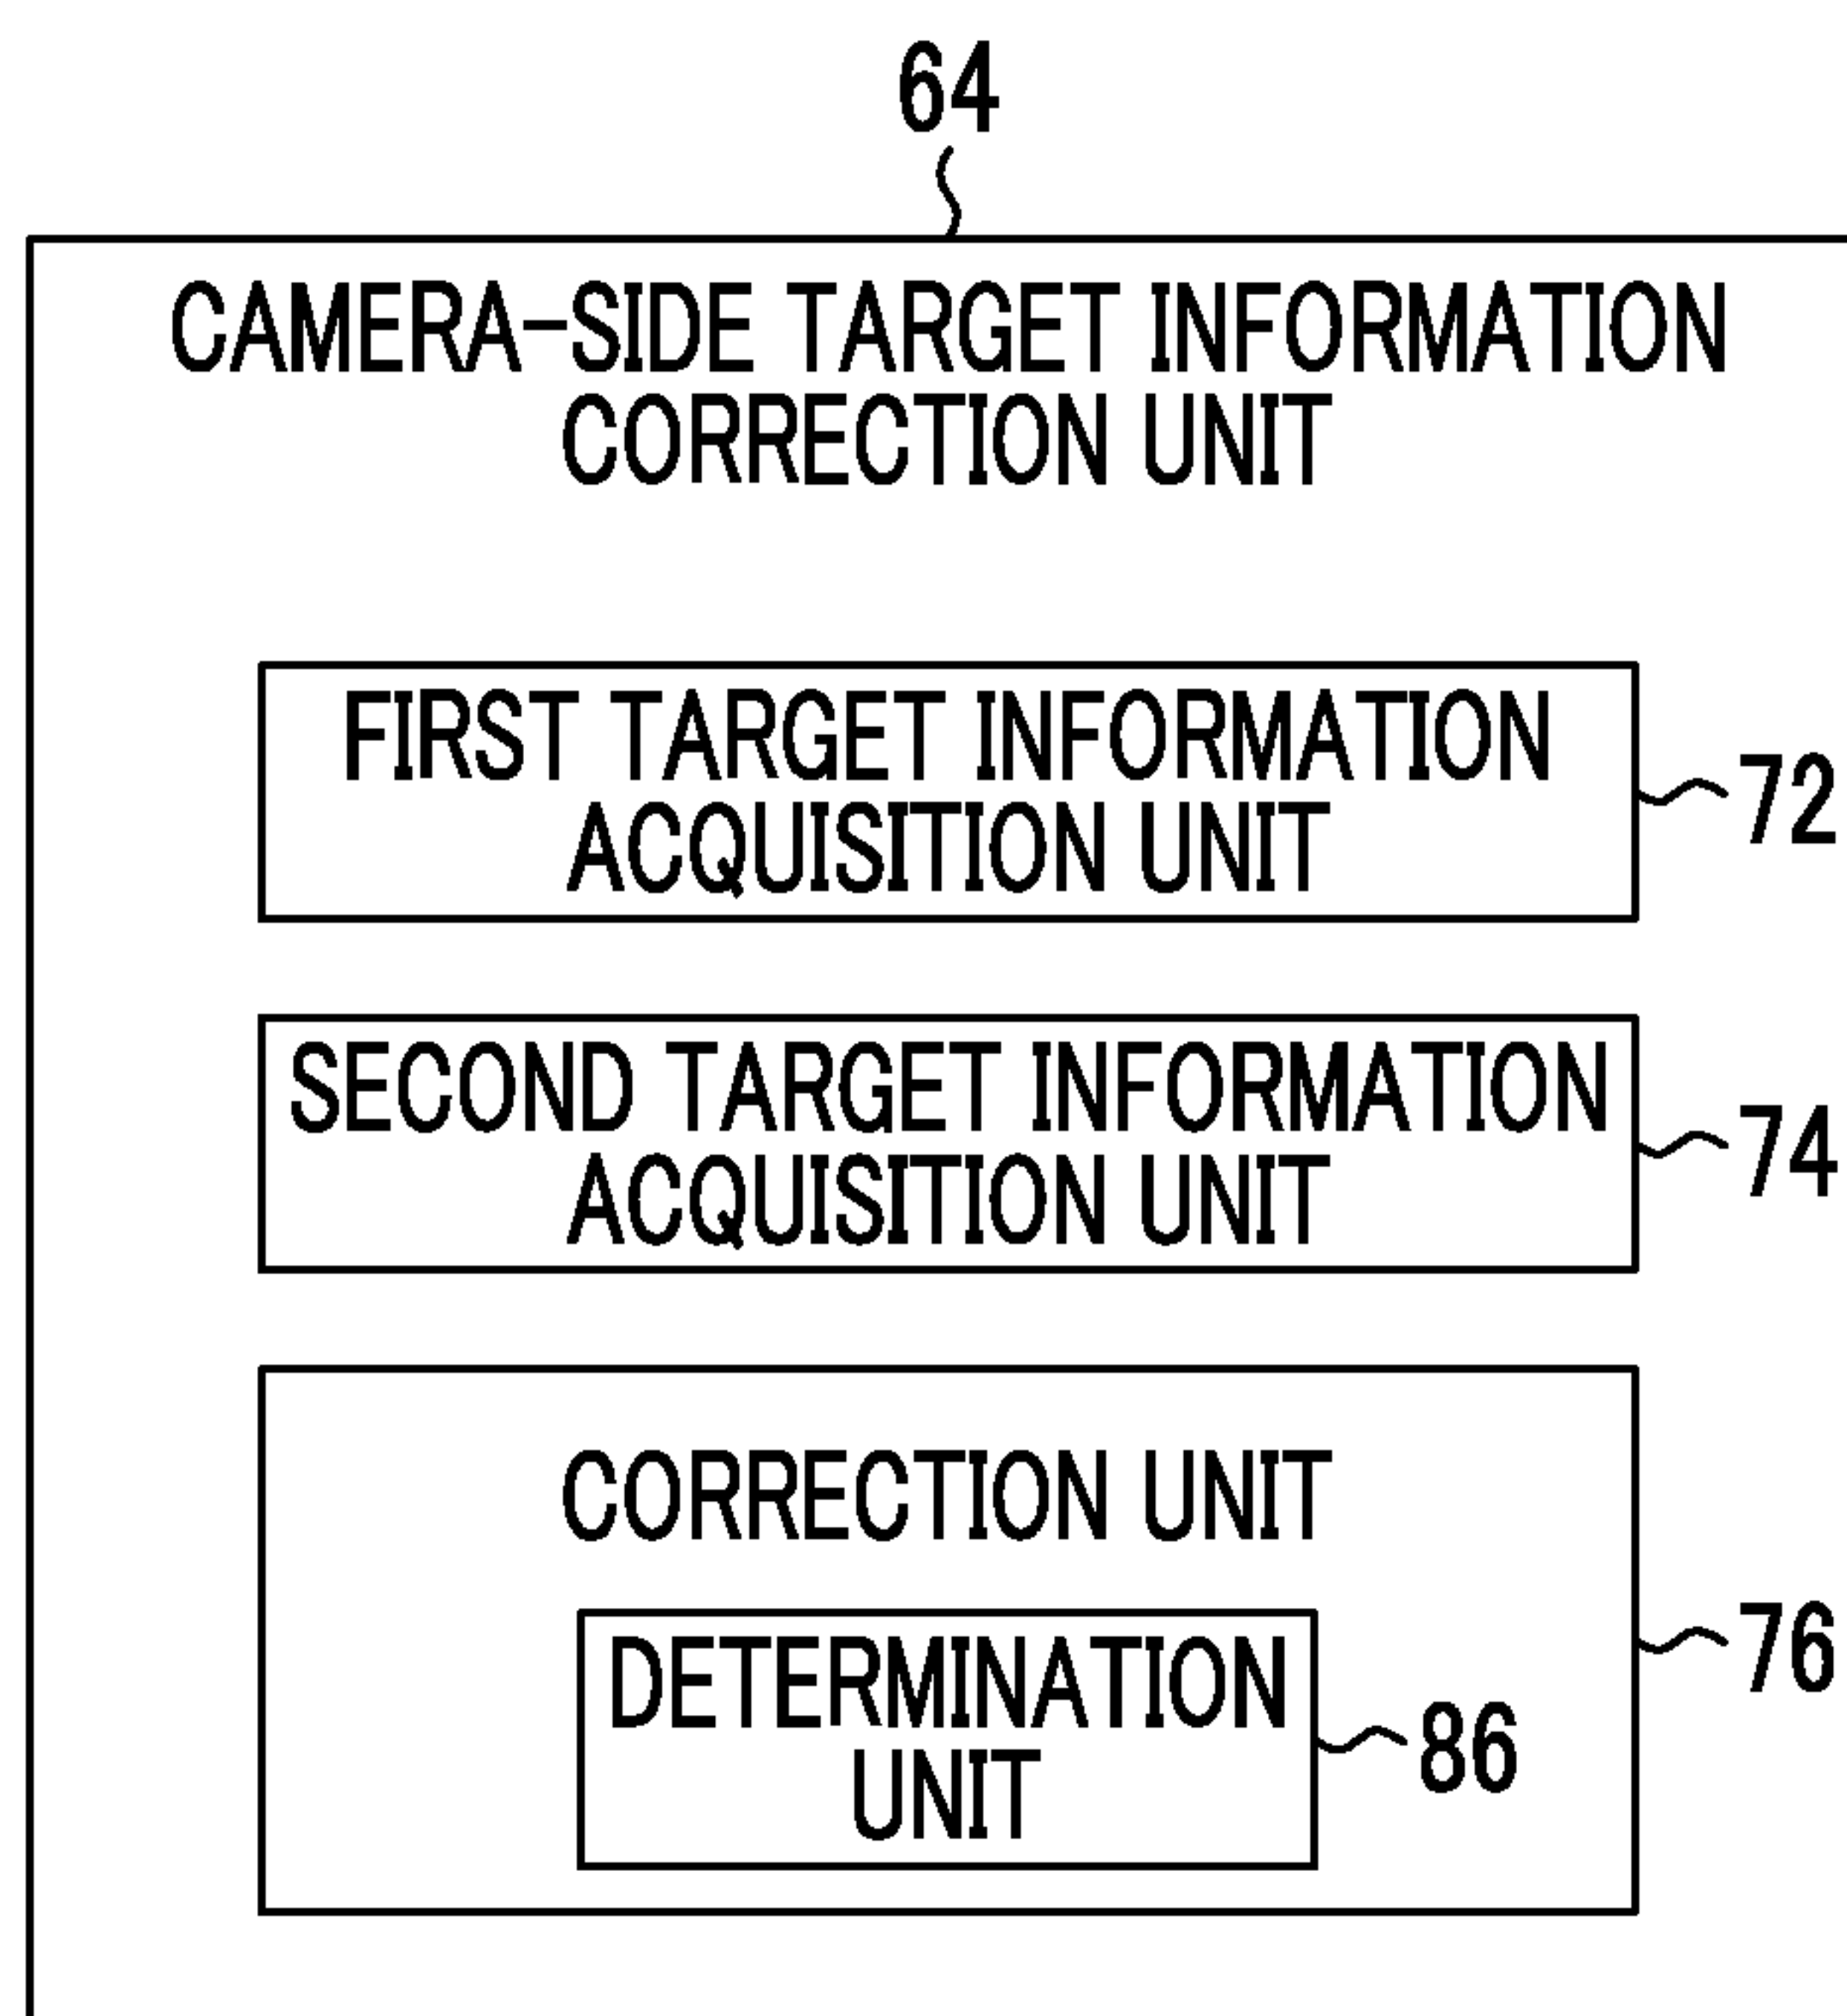 64
CAMERA-SIDE TARGET INFORMATION
CORRECTION UNIT
FIRST TARGET INFORMATION
ACQUISITION UNIT
72
SECOND TARGET INFORMATION
ACQUISITION UNIT
74
CORRECTION UNIT
76
DETERMINATION
UNIT
86